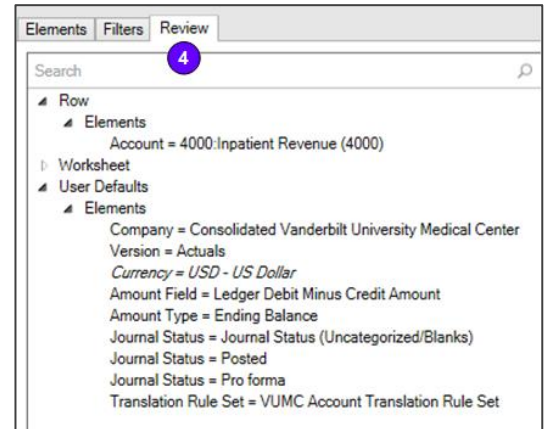 Elements Filters Review
4
Search
Row
Elements
Account = 4000:Inpatient Revenue (4000)
Worksheet
User Defaults
Elements
Company = Consolidated Vanderbilt University Medical Center
Version = Actuals
Currency = USD - US Dollar
Amount Field = Ledger Debit Minus Credit Amount
Amount Type = Ending Balance
Journal Status = Journal Status (Uncategorized/Blanks)
Journal Status = Posted
Journal Status = Pro forma
Translation Rule Set = VUMC Account Translation Rule Set